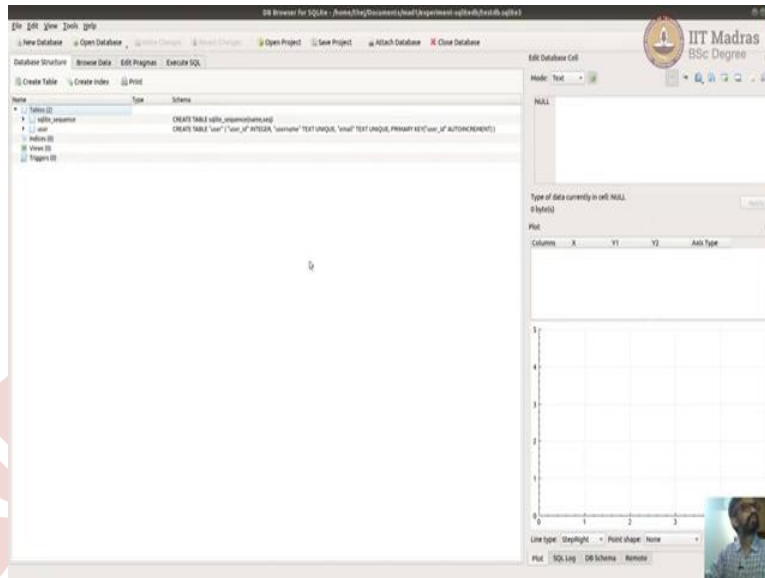 DB Browser for SQLite - /home/thej/Documents/mad1/experiment-sqlitedb/testdb.sqlite3
File Edit View Tools Help
New Database Open Database Write Changes Revert Changes Open Project Save Project Attach Database Close Database
Database Structure Browse Data Edit Pragmas Execute SQL
Create Table Create Index Print
Name Type Schema
Tables (2)
sqlite_sequence CREATE TABLE sqlite_sequence(name,seq)
user CREATE TABLE "user" ( "user_id" INTEGER, "username" TEXT UNIQUE, "email" TEXT UNIQUE, PRIMARY KEY("user_id" AUTOINCREMENT) )
Indices (0)
Views (0)
Triggers (0)
IIT Madras
BSc Degree
Edit Database Cell
Mode: Text
NULL
Type of data currently in cell: NULL
0 byte(s)
Apply
Plot
Columns X Y1 Y2 Axis Type
5
4
3
2
1
0
0 1 2 3
Line type: StepRight Point shape: None
Plot SQL Log DB Schema Remote